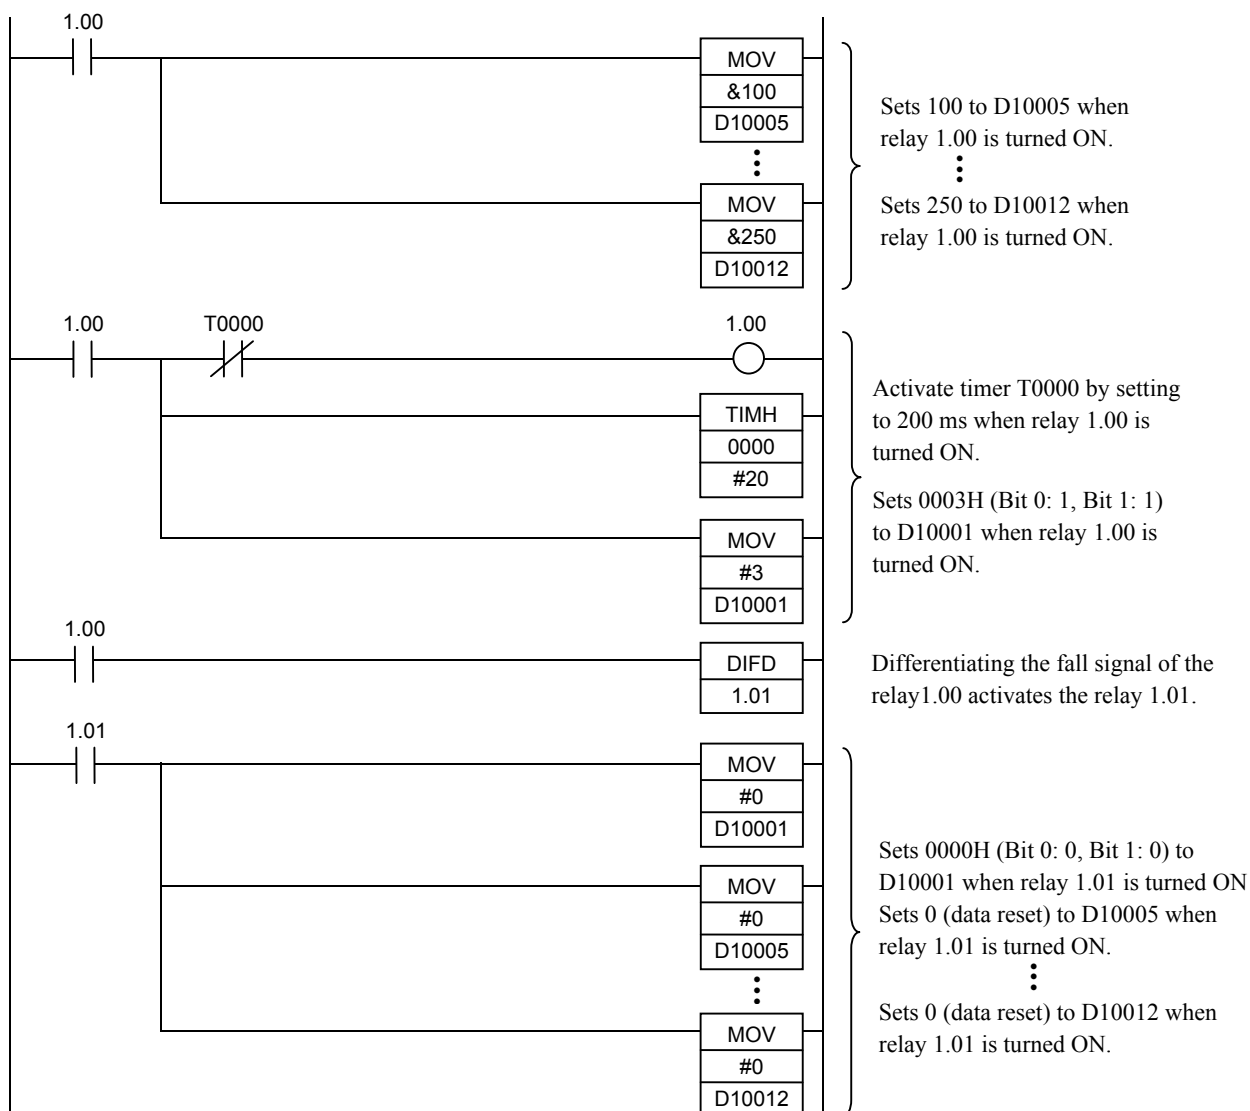 1.00
MOV
&100
D10005
Sets 100 to D10005 when
relay 1.00 is turned ON.
MOV
&250
D10012
Sets 250 to D10012 when
relay 1.00 is turned ON.
1.00
T0000
1.00
Activate timer T0000 by setting
to 200 ms when relay 1.00 is
turned ON.
TIMH
0000
#20
Sets 0003H (Bit 0: 1, Bit 1: 1)
to D10001 when relay 1.00 is
turned ON.
MOV
#3
D10001
1.00
DIFD
1.01
Differentiating the fall signal of the
relay1.00 activates the relay 1.01.
1.01
MOV
#0
D10001
Sets 0000H (Bit 0: 0, Bit 1: 0) to
D10001 when relay 1.01 is turned ON
MOV
#0
D10005
Sets 0 (data reset) to D10005 when
relay 1.01 is turned ON.
MOV
#0
D10012
Sets 0 (data reset) to D10012 when
relay 1.01 is turned ON.